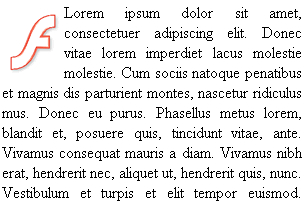 Lorem ipsum dolor sit amet,
consectetuer adipiscing elit. Donec
vitae lorem imperdiet lacus molestie
molestie. Cum sociis natoque penatibus
et magnis dis parturient montes, nascetur ridiculus
mus. Donec eu purus. Phasellus metus lorem,
blandit et, posuere quis, tincidunt vitae, ante.
Vivamus consequat mauris a diam. Vivamus nibh
erat, hendrerit nec, aliquet ut, hendrerit quis, nunc.
Vestibulum et turpis et elit tempor euismod.